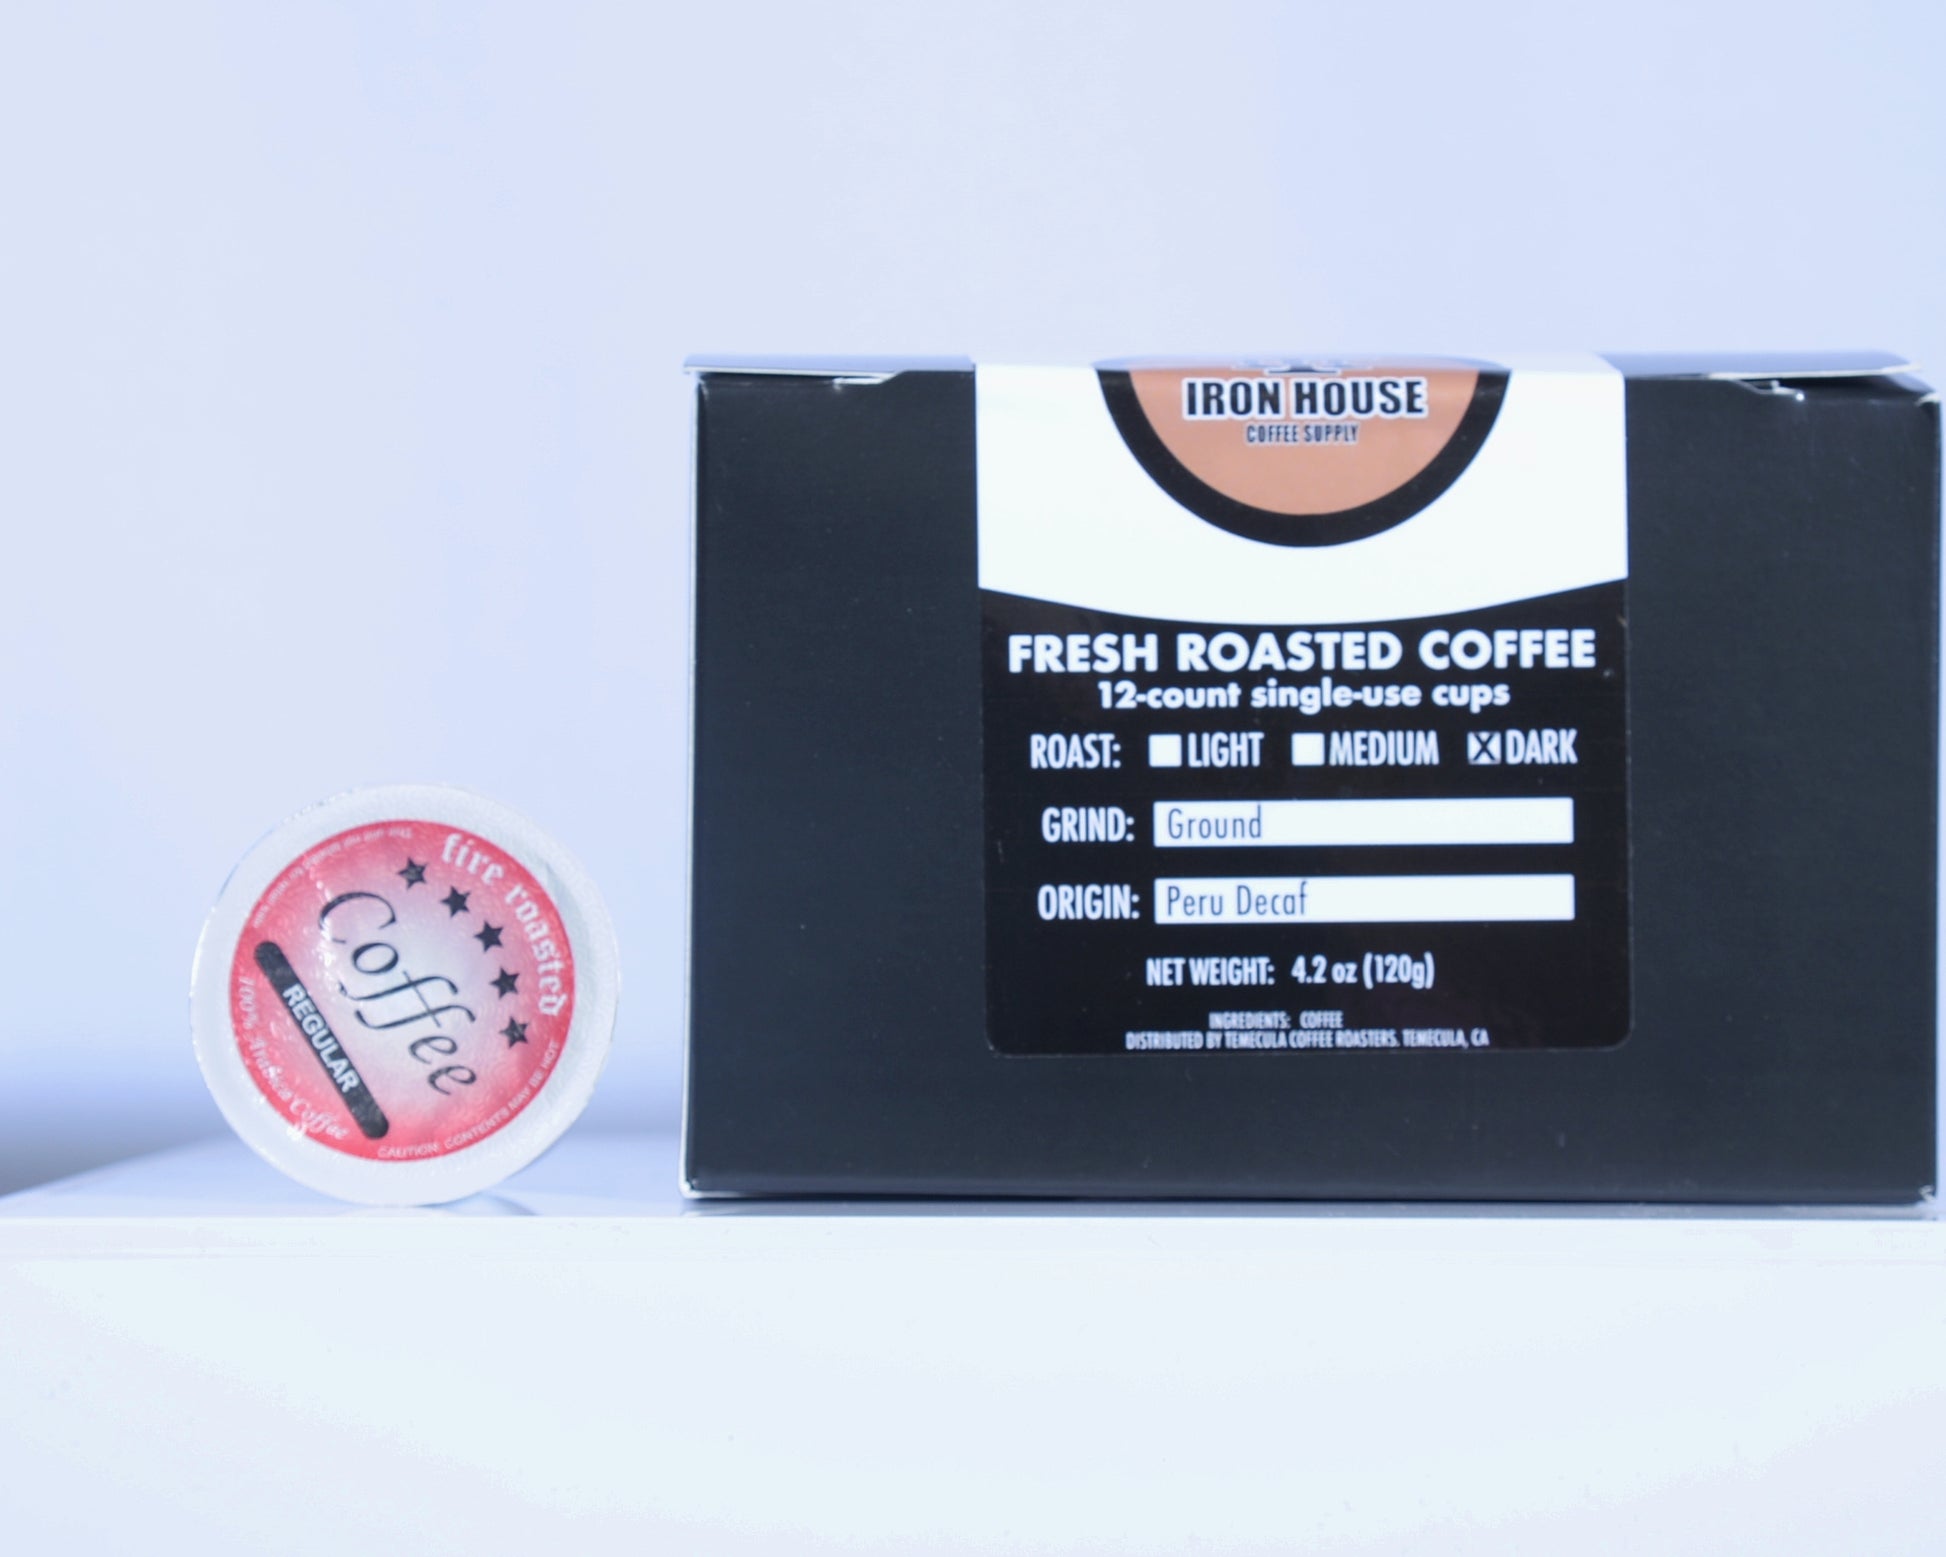 fire roasted
Coffee
REGULAR
100% Arabica Coffee
CAUTION: CONTENTS MAY BE HOT
IRON HOUSE
COFFEE SUPPLY
FRESH ROASTED COFFEE
12-count single-use cups
ROAST: LIGHT MEDIUM DARK
GRIND: Ground
ORIGIN: Peru Decaf
NET WEIGHT: 4.2 oz (120g)
INGREDIENTS: COFFEE
DISTRIBUTED BY TEMECULA COFFEE ROASTERS. TEMECULA, CA